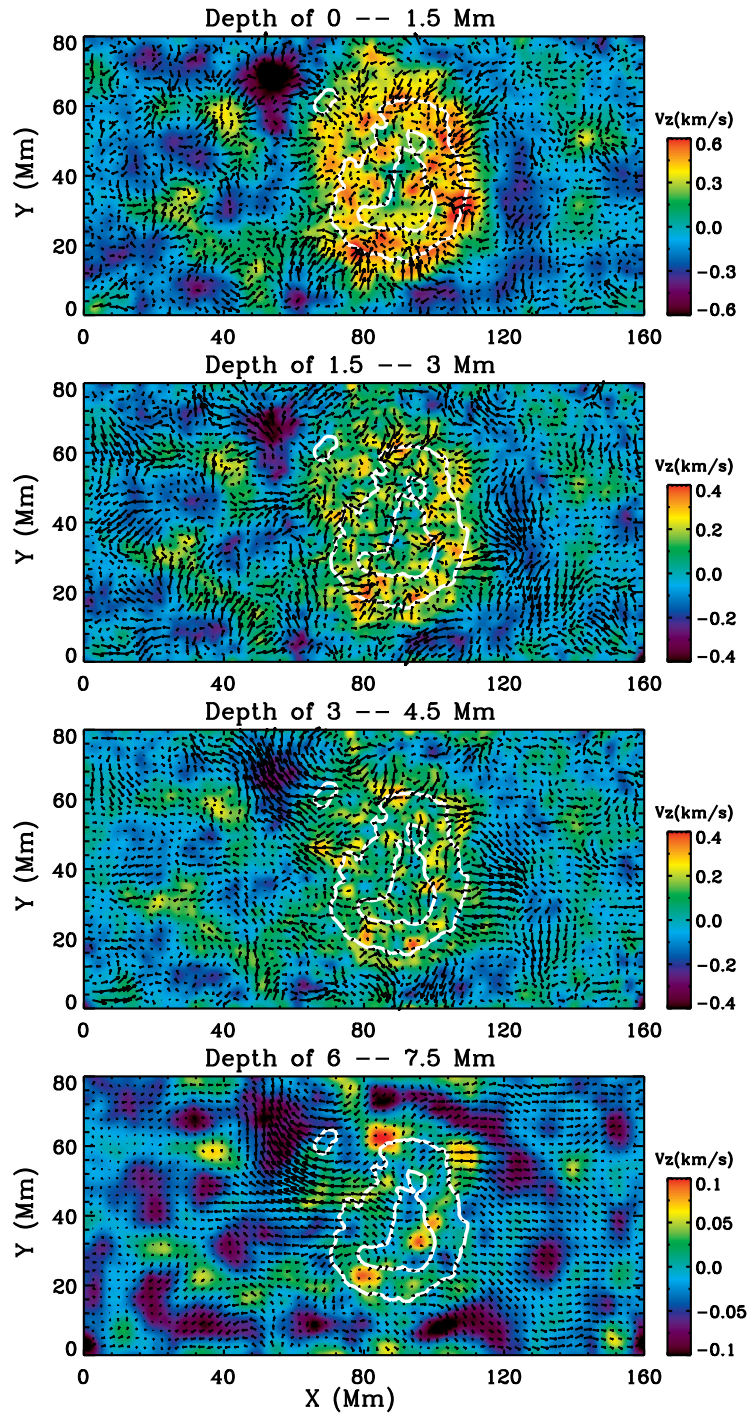 Depth of 0 -- 1.5 Mm
80
60
40
20
0
Y (Mm)
0 40 80 120 160
Vz(km/s)
0.6
0.3
0.0
-0.3
-0.6
Depth of 1.5 -- 3 Mm
80
60
40
20
0
Y (Mm)
0 40 80 120 160
Vz(km/s)
0.4
0.2
0.0
-0.2
-0.4
Depth of 3 -- 4.5 Mm
80
60
40
20
0
Y (Mm)
0 40 80 120 160
Vz(km/s)
0.4
0.2
0.0
-0.2
-0.4
Depth of 6 -- 7.5 Mm
80
60
40
20
0
Y (Mm)
0 40 80 120 160
X (Mm)
Vz(km/s)
0.1
0.05
0.0
-0.05
-0.1